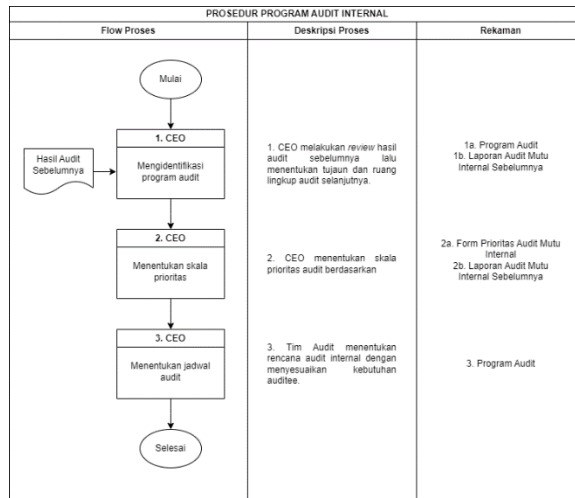 PROSEDUR PROGRAM AUDIT INTERNAL
Flow Proses
Deskripsi Proses
Rekaman
Mulai
Hasil Audit
Sebelumnya
1. CEO
Mengidentifikasi
program audit
1. CEO melakukan review hasil
audit sebelumnya lalu
menentukan tujaun dan ruang
lingkup audit selanjutnya.
1a. Program Audit
1b. Laporan Audit Mutu
Internal Sebelumnya
2. CEO
Menentukan skala
prioritas
2. CEO menentukan skala
prioritas audit berdasarkan
2a. Form Prioritas Audit Mutu
Internal
2b. Laporan Audit Mutu
Internal Sebelumnya
3. CEO
Menentukan jadwal
audit
3. Tim Audit menentukan
rencana audit internal dengan
menyesuaikan kebutuhan
auditee.
3. Program Audit
Selesai